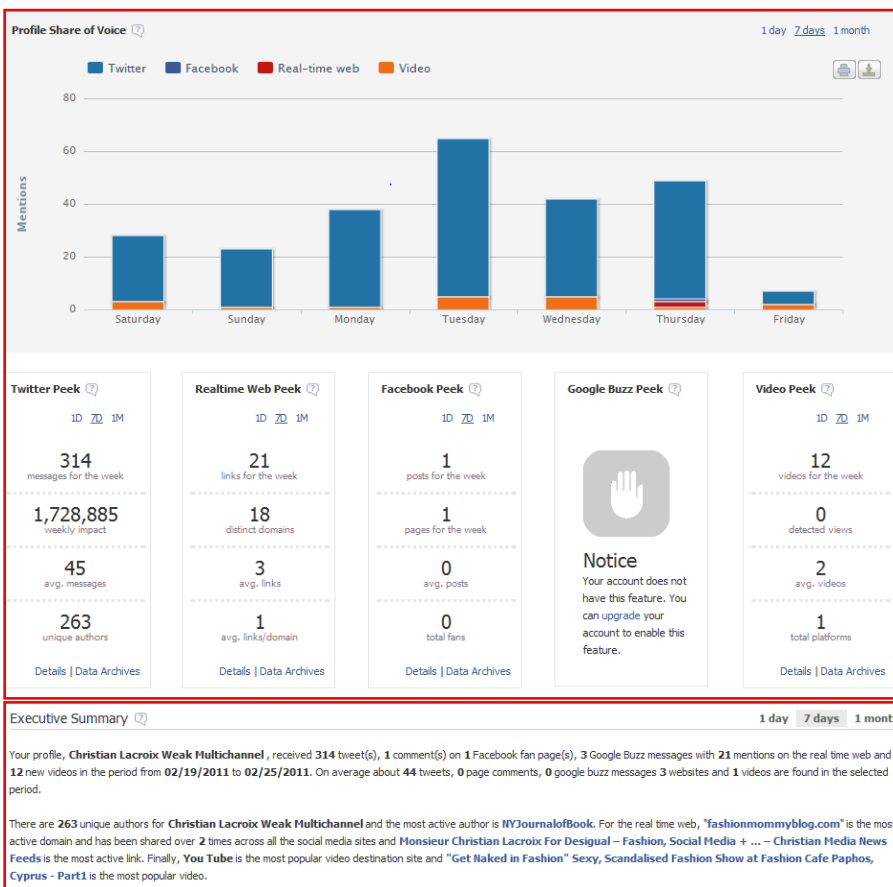 Profile Share of Voice ?
1 day 7 days 1 month
Twitter Facebook Real-time web Video
80
60
40
20
0
Mentions
Saturday Sunday Monday Tuesday Wednesday Thursday Friday
Twitter Peek ?
1D 7D 1M
314
messages for the week
1,728,885
weekly impact
45
avg. messages
263
unique authors
Details | Data Archives
Realtime Web Peek ?
1D 7D 1M
21
links for the week
18
distinct domains
3
avg. links
1
avg. links/domain
Details | Data Archives
Facebook Peek ?
1D 7D 1M
1
posts for the week
1
pages for the week
0
avg. posts
0
total fans
Details | Data Archives
Google Buzz Peek ?
Notice
Your account does not
have this feature. You
can upgrade your
account to enable this
feature.
Video Peek ?
1D 7D 1M
12
videos for the week
0
detected views
2
avg. videos
1
total platforms
Details | Data Archives
Executive Summary ?
1 day 7 days 1 mont
Your profile, Christian Lacroix Weak Multichannel , received 314 tweet(s), 1 comment(s) on 1 Facebook fan page(s), 3 Google Buzz messages with 21 mentions on the real time web and
12 new videos in the period from 02/19/2011 to 02/25/2011. On average about 44 tweets, 0 page comments, 0 google buzz messages 3 websites and 1 videos are found in the selected
period.
There are 263 unique authors for Christian Lacroix Weak Multichannel and the most active author is NYJournalofBook. For the real time web, "fashionmommyblog.com" is the mos
active domain and has been shared over 2 times across all the social media sites and Monsieur Christian Lacroix For Desigual – Fashion, Social Media + ... – Christian Media News
Feeds is the most active link. Finally, You Tube is the most popular video destination site and "Get Naked in Fashion" Sexy, Scandalised Fashion Show at Fashion Cafe Paphos,
Cyprus - Part1 is the most popular video.